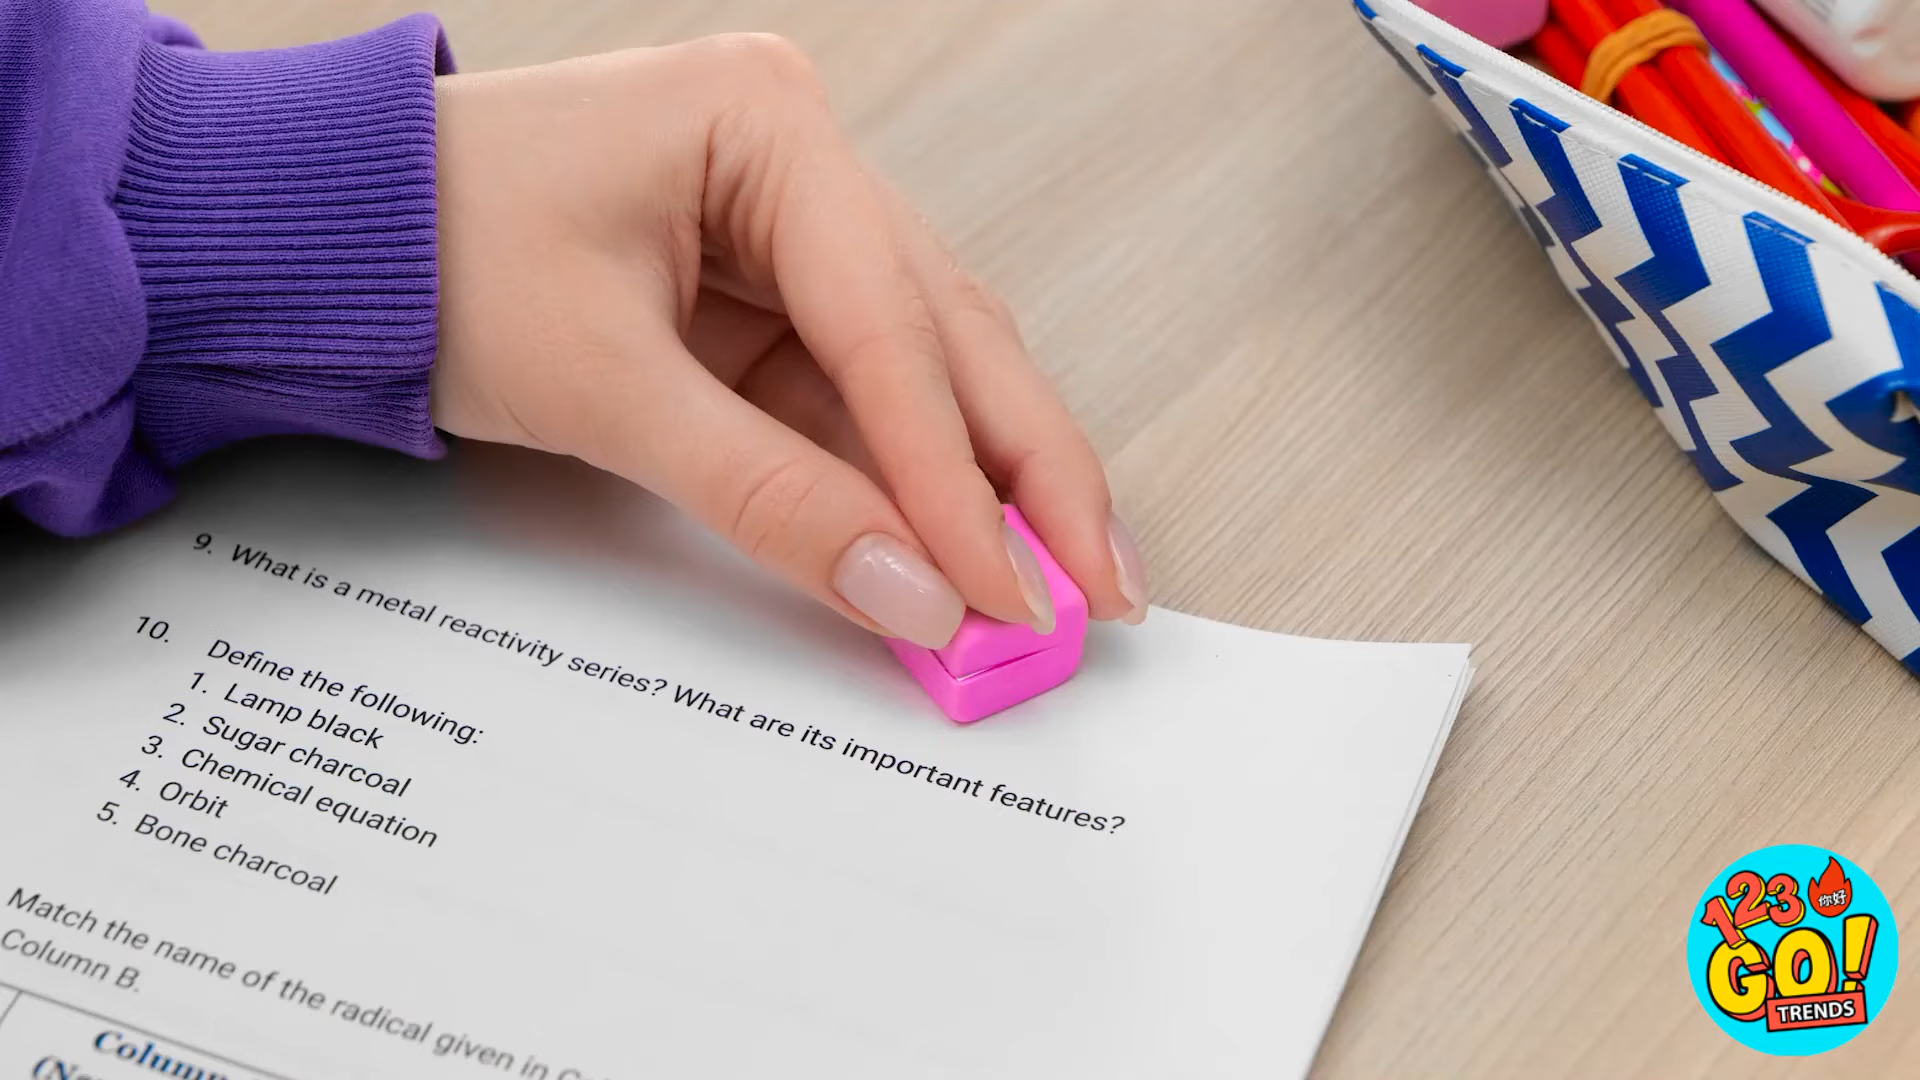 9. What is a metal reactivity series? What are its important features?
10. Define the following:
1. Lamp black
2. Sugar charcoal
3. Chemical equation
4. Orbit
5. Bone charcoal
Match the name of the radical given in
Column B.
123
你好
GO!
TRENDS